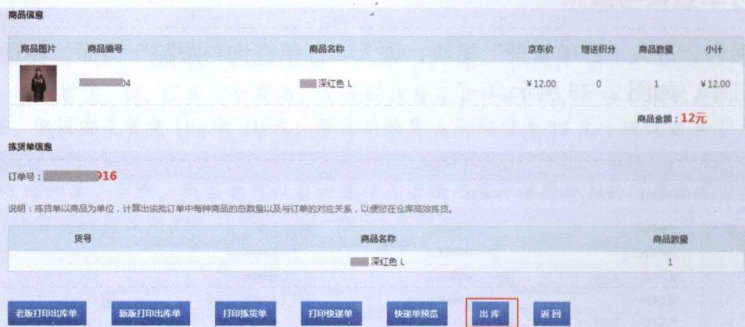 商品信息
商品图片 商品编号 商品名称 京东价 赠送积分 商品数量 小计
04 深红色 L ￥12.00 0 1 ￥12.00
商品金额：12元
拣货单信息
订单号：916
说明：拣货单以商品为单位，计算出该批订单中每种商品的总数量以及与订单的对应关系，以便您在仓库高效拣货。
货号 商品名称 商品数量
深红色 L 1
老版打印出库单 新版打印出库单 打印拣货单 打印快递单 快递单预览 出 库 返 回